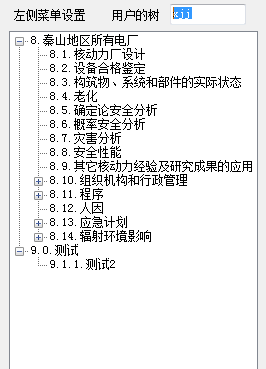 左侧菜单设置 用户的树 xjj
8.秦山地区所有电厂
8.1.核动力厂设计
8.2.设备合格鉴定
8.3.构筑物、系统和部件的实际状态
8.4.老化
8.5.确定论安全分析
8.6.概率安全分析
8.7.灾害分析
8.8.安全性能
8.9.其它核动力经验及研究成果的应用
8.10.组织机构和行政管理
8.11.程序
8.12.人因
8.13.应急计划
8.14.辐射环境影响
9.0.测试
9.1.1.测试2